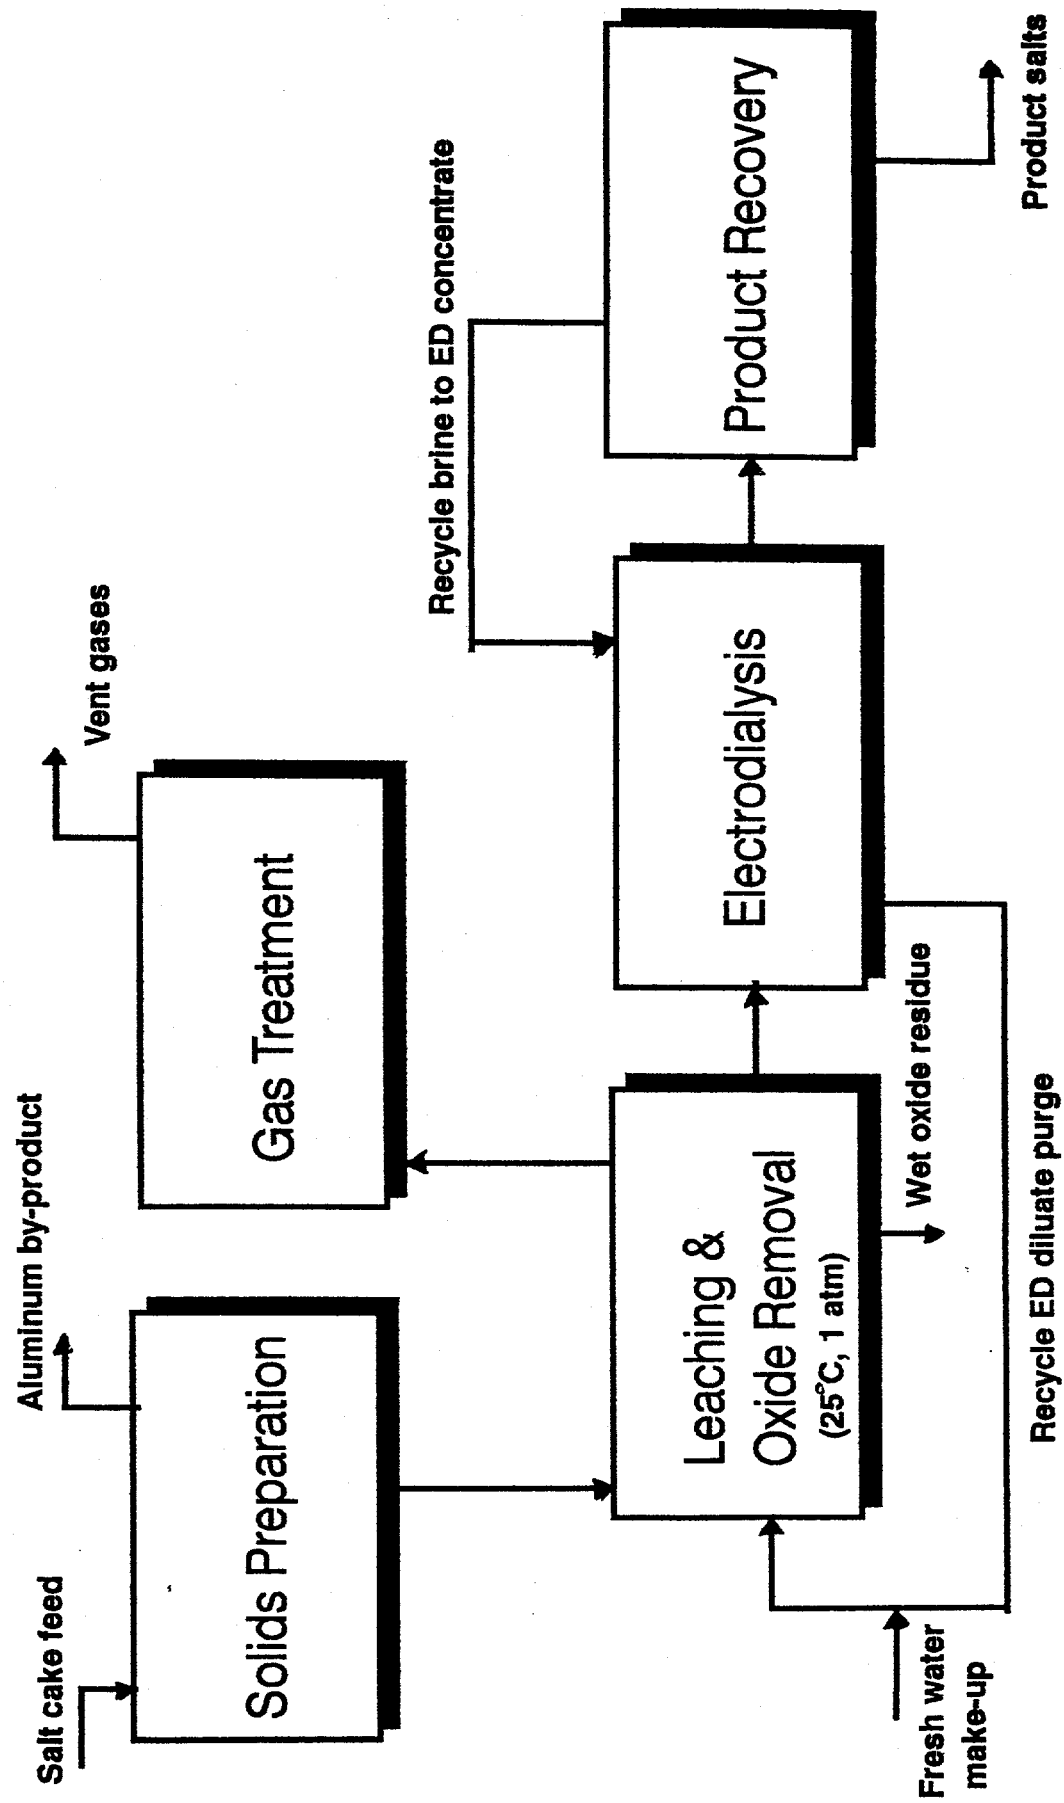 Salt cake feed
Aluminum by-product
Vent gases
Solids Preparation
Gas Treatment
Recycle brine to ED concentrate
Leaching &
Oxide Removal
(25°C, 1 atm)
Electrodialysis
Product Recovery
Fresh water
make-up
Wet oxide residue
Recycle ED diluate purge
Product salts